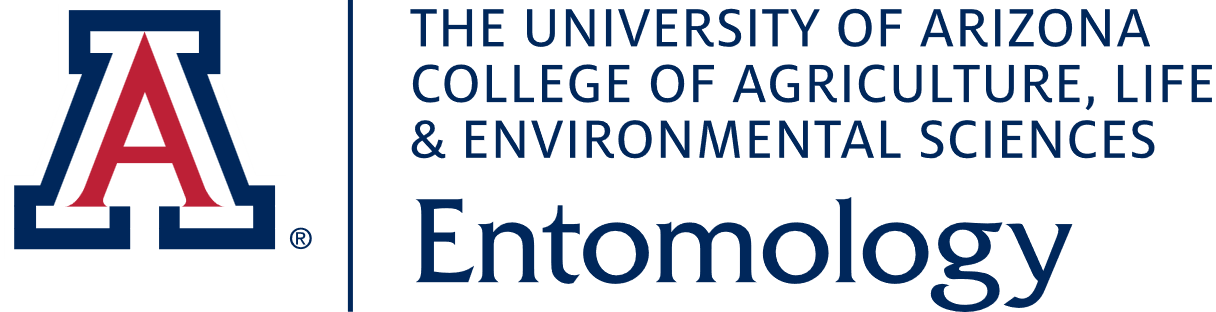 A
®
THE UNIVERSITY OF ARIZONA
COLLEGE OF AGRICULTURE, LIFE
& ENVIRONMENTAL SCIENCES
Entomology